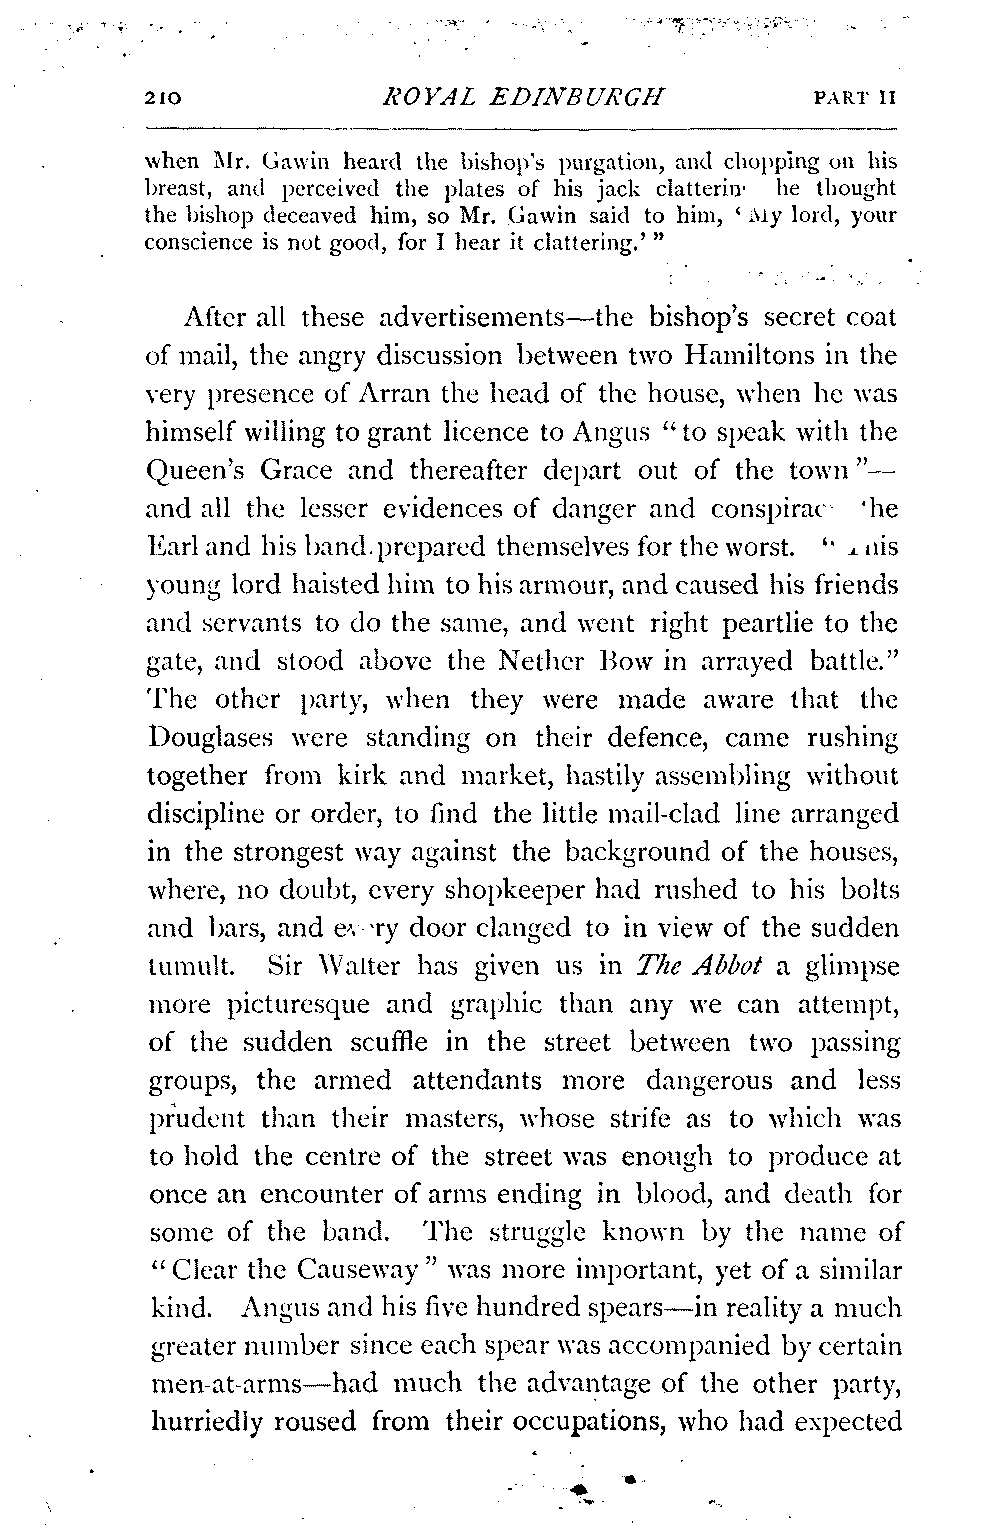 210 ROYAL EDINBURGH PART II
when Mr. Gawin heard the bishop's purgation, and chopping on his
breast, and perceived the plates of his jack clatterin he thought
the bishop deceaved him, so Mr. Gawin said to him, ‘ My lord, your
conscience is not good, for I hear it clattering.’ ”
After all these advertisements—the bishop's secret coat
of mail, the angry discussion between two Hamiltons in the
very presence of Arran the head of the house, when he was
himself willing to grant licence to Angus “ to speak with the
Queen's Grace and thereafter depart out of the town ”—
and all the lesser evidences of danger and conspirac he
Earl and his band prepared themselves for the worst. “ This
young lord haisted him to his armour, and caused his friends
and servants to do the same, and went right peartlie to the
gate, and stood above the Nether Bow in arrayed battle.”
The other party, when they were made aware that the
Douglases were standing on their defence, came rushing
together from kirk and market, hastily assembling without
discipline or order, to find the little mail-clad line arranged
in the strongest way against the background of the houses,
where, no doubt, every shopkeeper had rushed to his bolts
and bars, and every door clanged to in view of the sudden
tumult. Sir Walter has given us in The Abbot a glimpse
more picturesque and graphic than any we can attempt,
of the sudden scuffle in the street between two passing
groups, the armed attendants more dangerous and less
prudent than their masters, whose strife as to which was
to hold the centre of the street was enough to produce at
once an encounter of arms ending in blood, and death for
some of the band. The struggle known by the name of
“ Clear the Causeway ” was more important, yet of a similar
kind. Angus and his five hundred spears—in reality a much
greater number since each spear was accompanied by certain
men-at-arms—had much the advantage of the other party,
hurriedly roused from their occupations, who had expected